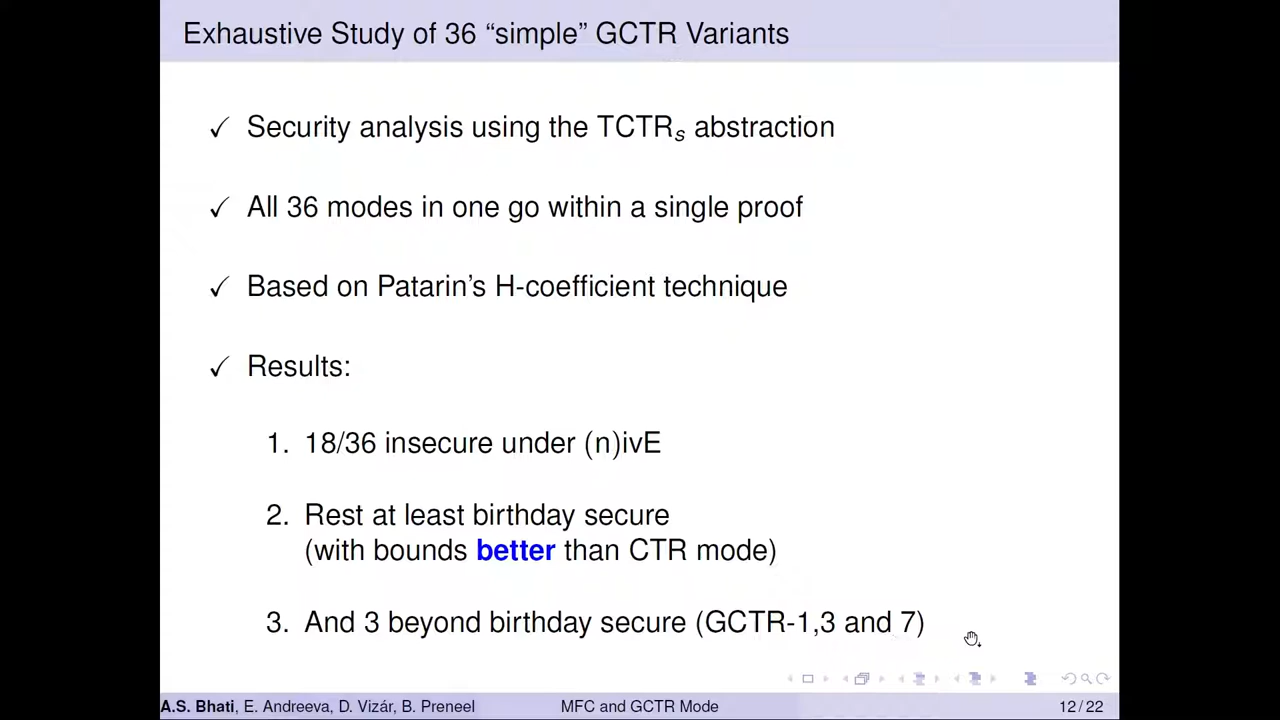 Exhaustive Study of 36 “simple” GCTR Variants
✓ Security analysis using the TCTRs abstraction
✓ All 36 modes in one go within a single proof
✓ Based on Patarin’s H-coefficient technique
✓ Results:
1. 18/36 insecure under (n)ivE
2. Rest at least birthday secure
(with bounds better than CTR mode)
3. And 3 beyond birthday secure (GCTR-1,3 and 7)
A.S. Bhati, E. Andreeva, D. Vizár, B. Preneel MFC and GCTR Mode 12 / 22